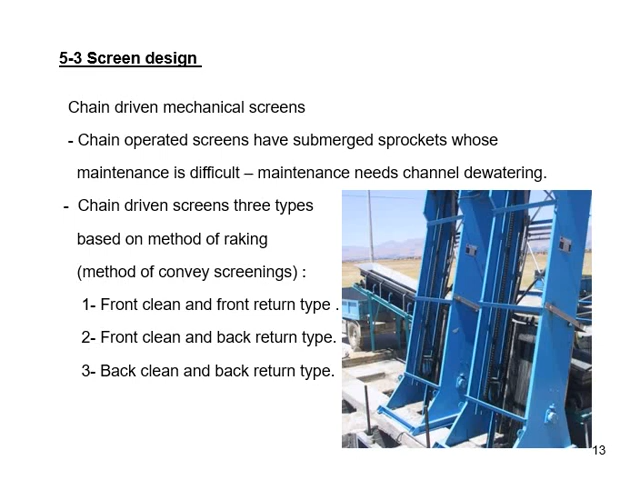 5-3 Screen design
Chain driven mechanical screens
- Chain operated screens have submerged sprockets whose
maintenance is difficult – maintenance needs channel dewatering.
- Chain driven screens three types
based on method of raking
(method of convey screenings) :
1- Front clean and front return type .
2- Front clean and back return type.
3- Back clean and back return type.
13